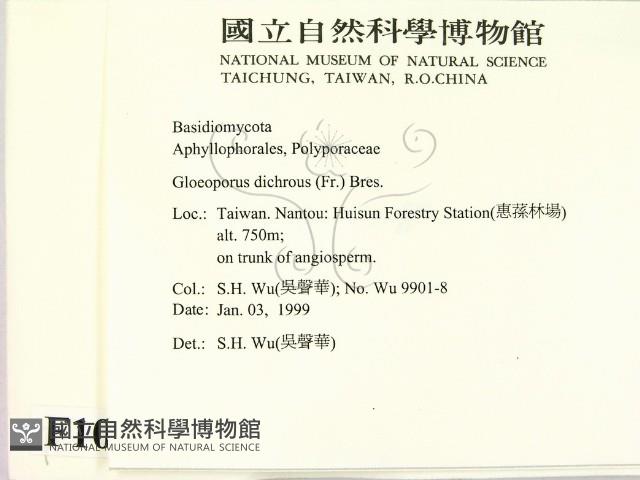 國立自然科學博物館
NATIONAL MUSEUM OF NATURAL SCIENCE
TAICHUNG, TAIWAN, R.O.CHINA
Basidiomycota
Aphyllophorales, Polyporaceae
Gloeoporus dichrous (Fr.) Bres.
Loc.: Taiwan. Nantou: Huisun Forestry Station(惠蓀林場)
alt. 750m;
on trunk of angiosperm.
Col.: S.H. Wu(吳聲華); No. Wu 9901-8
Date: Jan. 03, 1999
Det.: S.H. Wu(吳聲華)
國立自然科學博物館
NATIONAL MUSEUM OF NATURAL SCIENCE